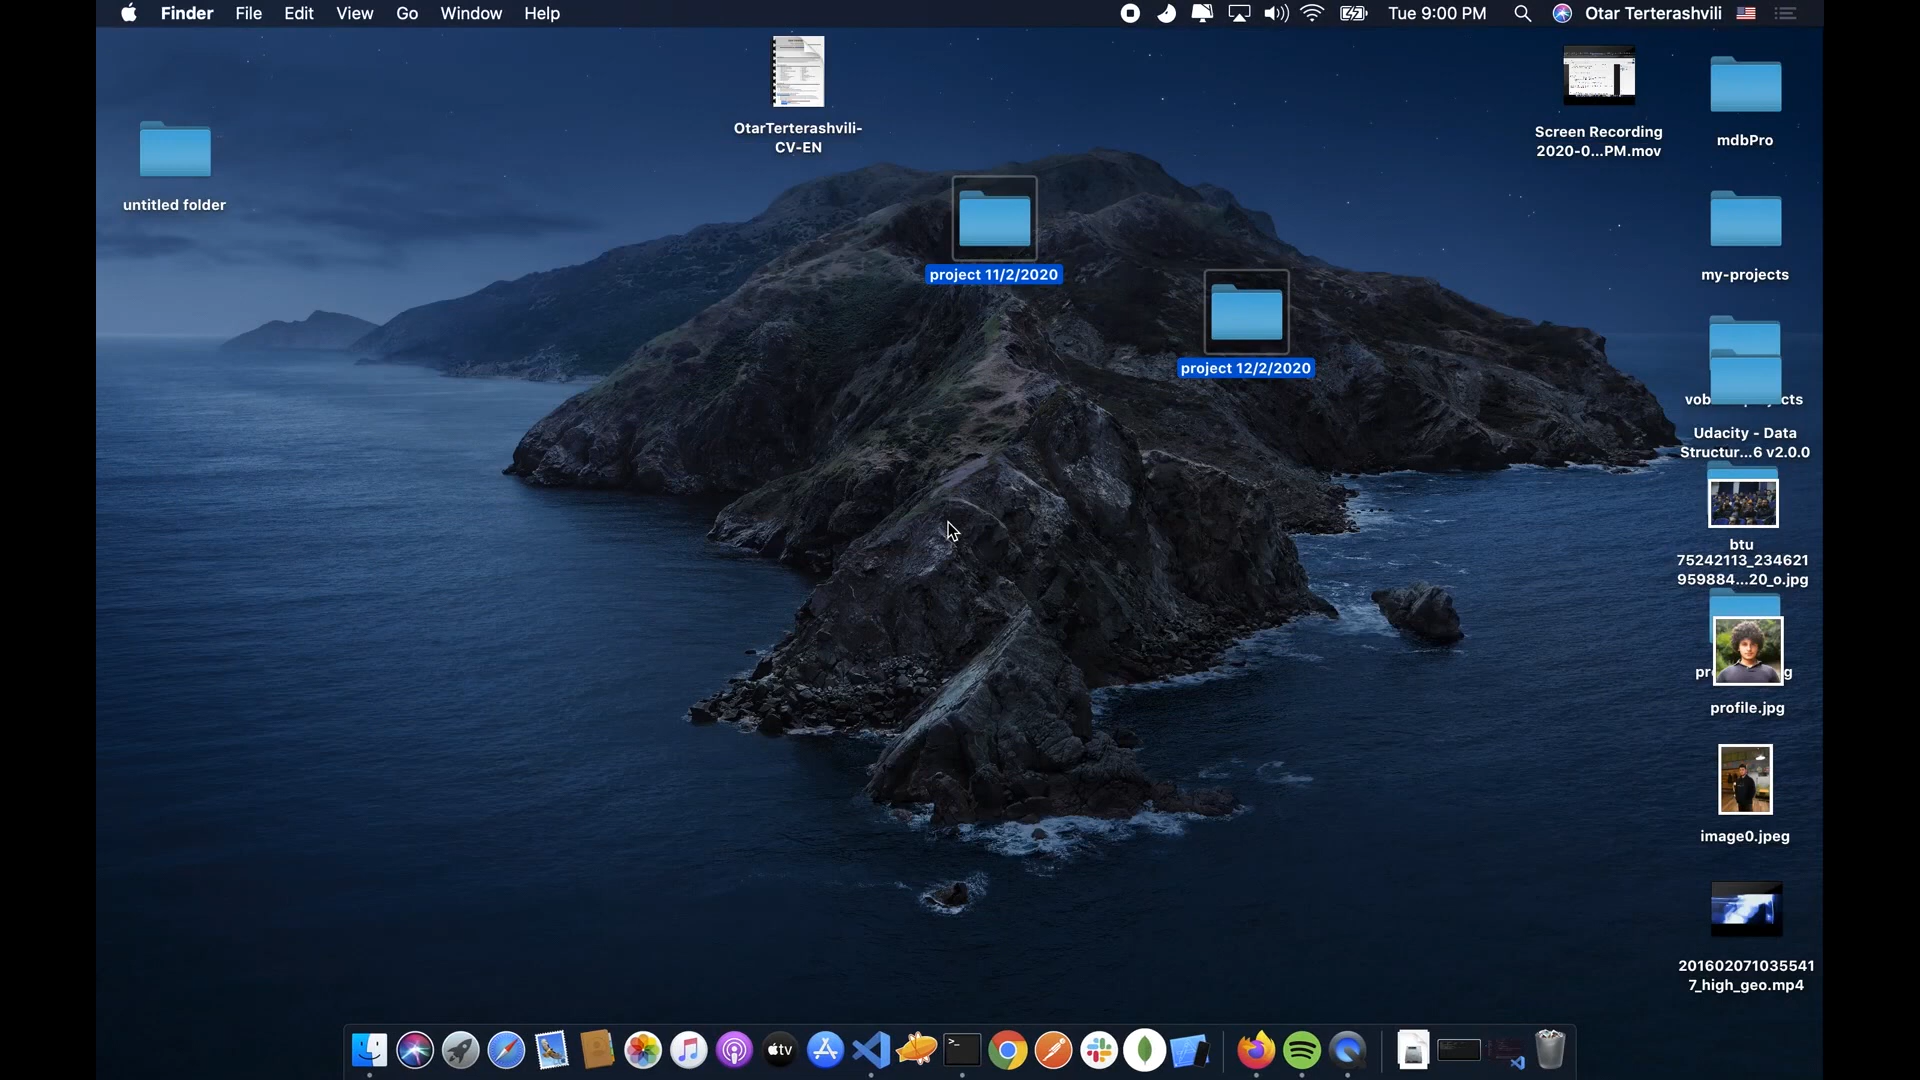 Finder File Edit View Go Window Help
Tue 9:00 PM Otar Terterashvili
untitled folder
OtarTerterashvili-
CV-EN
project 11/2/2020
project 12/2/2020
Screen Recording
2020-0...PM.mov
mdbPro
my-projects
Udacity - Data
Structur...6 v2.0.0
btu
75242113_234621
959884...20_o.jpg
profile.jpg
image0.jpeg
201602071035541
7_high_geo.mp4
tv